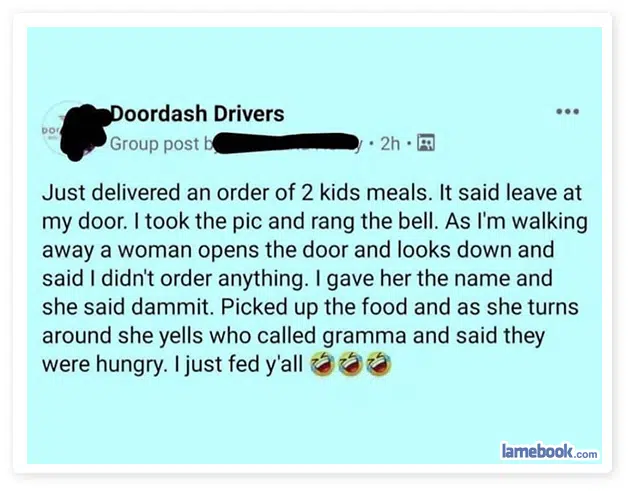 Doordash Drivers
Group post • 2h •
Just delivered an order of 2 kids meals. It said leave at
my door. I took the pic and rang the bell. As I'm walking
away a woman opens the door and looks down and
said I didn't order anything. I gave her the name and
she said dammit. Picked up the food and as she turns
around she yells who called gramma and said they
were hungry. I just fed y'all 🤣🤣🤣
lamebook.com